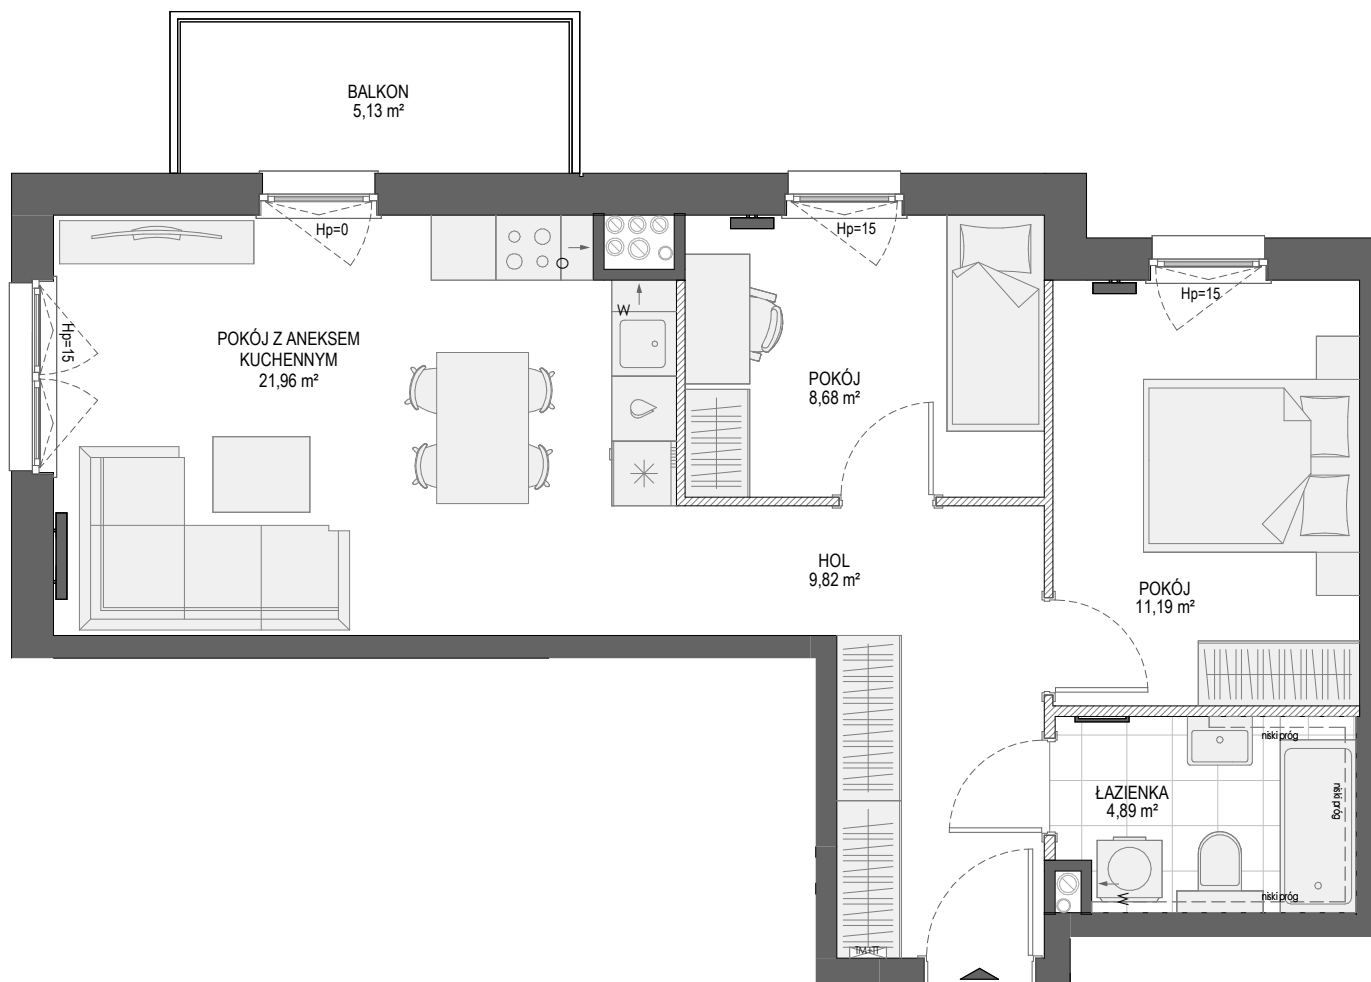 BALKON
5,13 m²
Hp=0
Hp=15
Hp=15
Hp=15
W
POKÓJ Z ANEKSEM
KUCHENNYM
21,96 m²
POKÓJ
8,68 m²
HOL
9,82 m²
POKÓJ
11,19 m²
niski próg
niski próg
ŁAZIENKA
4,89 m²
niski próg
W
TM+TT